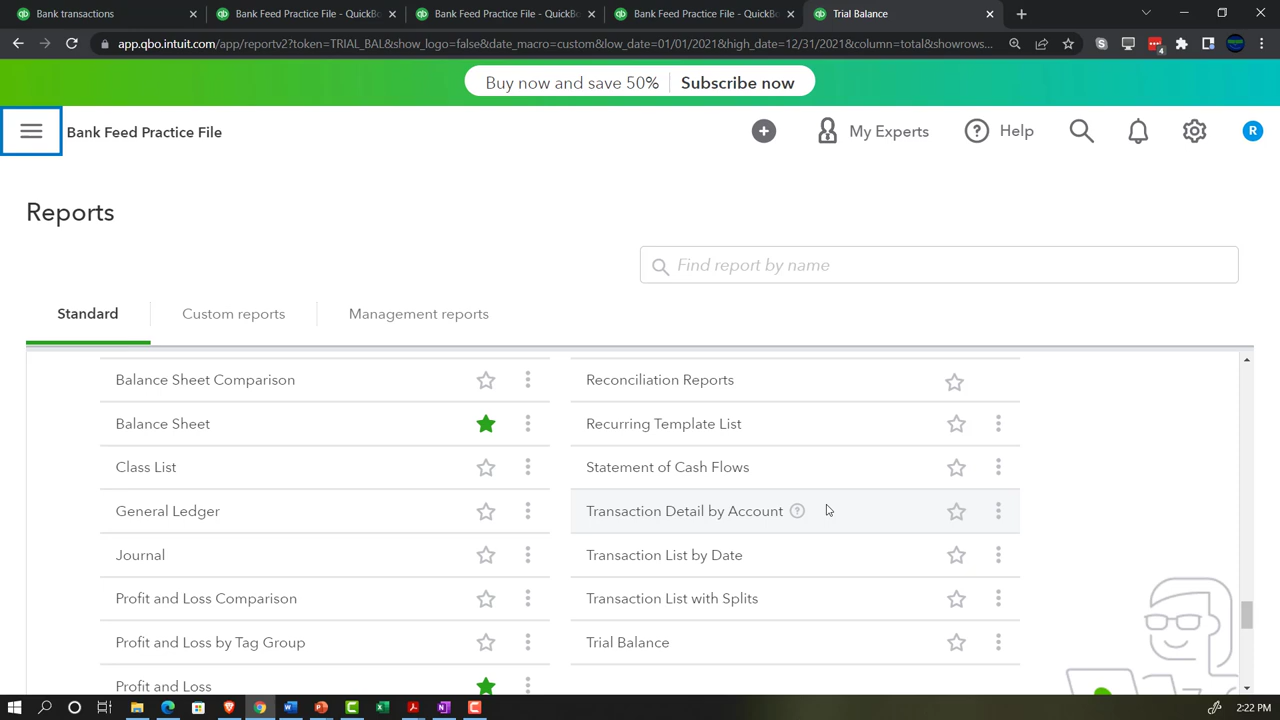 Bank transactions
Bank Feed Practice File - QuickBo
Bank Feed practice File - QuickBo
Bank Feed Practice File - QuickBo
Trial Balance
app.qbo.intuit.com/app/reportv2?token=TRIAL_BAL&show_logo=false&date_macro=custom&low_date=01/01/2021&high_date=12/31/2021&column=total&showrows...
4
Buy now and save 50% Subscribe now
Bank Feed Practice File
My Experts
Help
R
Reports
Find report by name
Standard
Custom reports
Management reports
Balance Sheet Comparison
Reconciliation Reports
Balance Sheet
Recurring Template List
Class List
Statement of Cash Flows
General Ledger
Transaction Detail by Account
Journal
Transaction List by Date
Profit and Loss Comparison
Transaction List with Splits
Profit and Loss by Tag Group
Trial Balance
Profit and Loss
2:22 PM